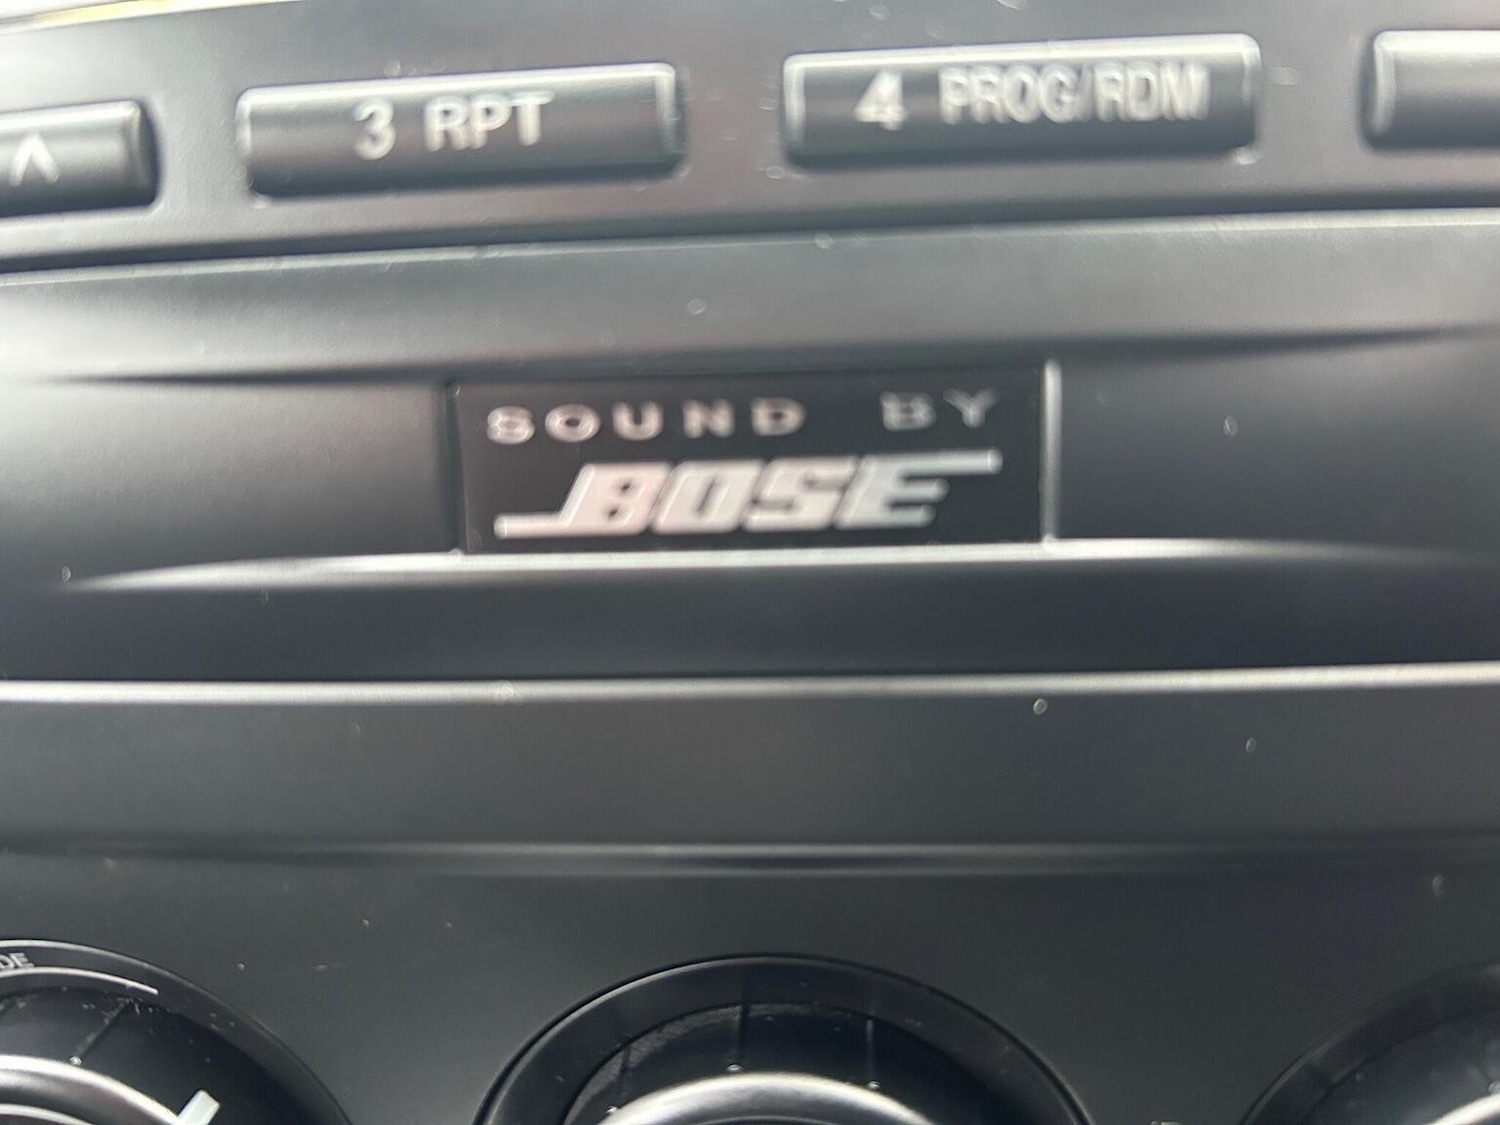 3 RPT
4 PROG/RDM
SOUND BY
BOSE